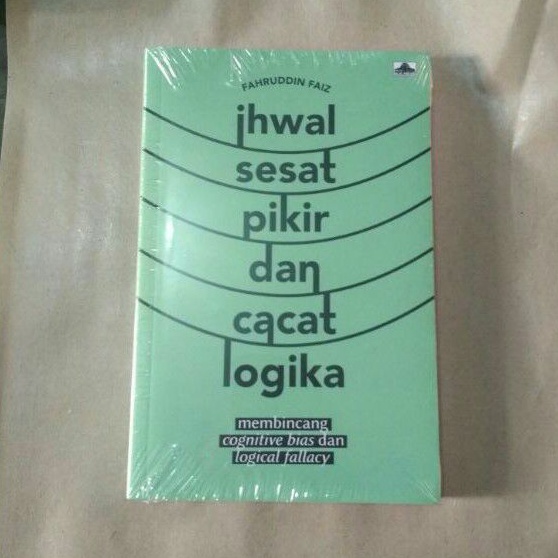 FAHRUDDIN FAIZ
ihwal
sesat
pikir
dan
cacat
logika
membincang
cognitive bias dan
logical fallacy